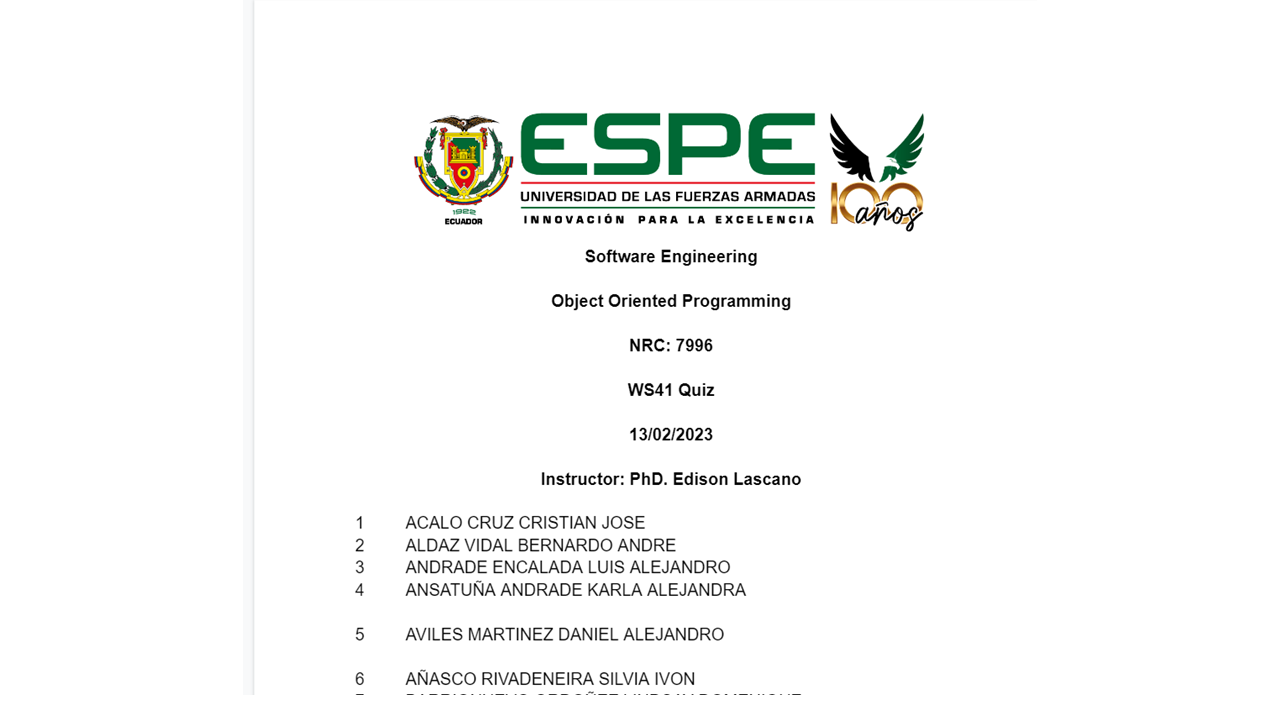 ESPE
UNIVERSIDAD DE LAS FUERZAS ARMADAS
INNOVACIÓN PARA LA EXCELENCIA
1922
ECUADOR
100
años
Software Engineering
Object Oriented Programming
NRC: 7996
WS41 Quiz
13/02/2023
Instructor: PhD. Edison Lascano
1 ACALO CRUZ CRISTIAN JOSE
2 ALDAZ VIDAL BERNARDO ANDRE
3 ANDRADE ENCALADA LUIS ALEJANDRO
4 ANSATUÑA ANDRADE KARLA ALEJANDRA
5 AVILES MARTINEZ DANIEL ALEJANDRO
6 AÑASCO RIVADENEIRA SILVIA IVON